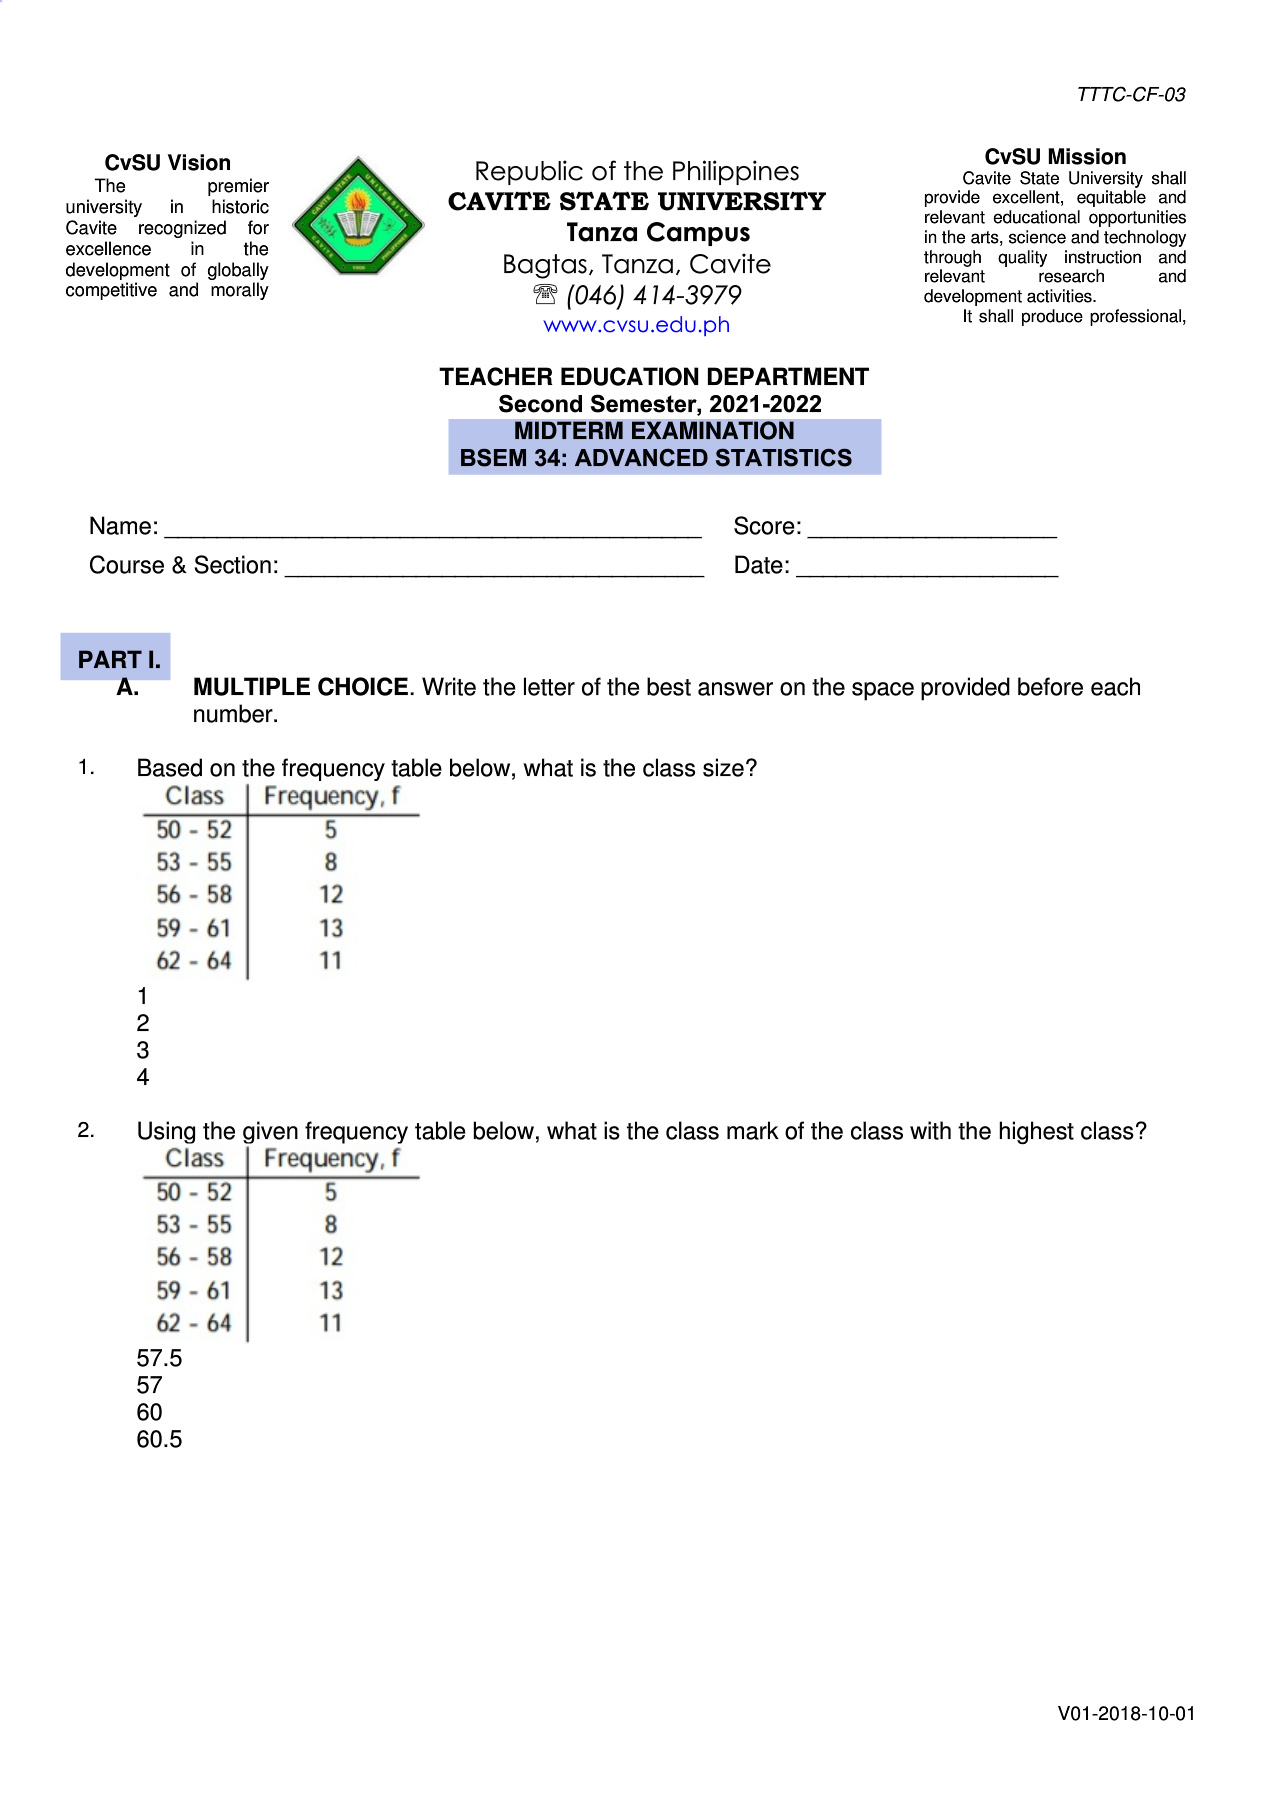 TTTC-CF-03
CvSU Vision
The premier
university in historic
Cavite recognized for
excellence in the
development of globally
competitive and morally
CAVITE STATE UNIVERSITY
CAVITE
1906
PHILIPPINES
Republic of the Philippines
CAVITE STATE UNIVERSITY
Tanza Campus
Bagtas, Tanza, Cavite
☏ (046) 414-3979
www.cvsu.edu.ph
CvSU Mission
Cavite State University shall
provide excellent, equitable and
relevant educational opportunities
in the arts, science and technology
through quality instruction and
relevant research and
development activities.
It shall produce professional,
TEACHER EDUCATION DEPARTMENT
Second Semester, 2021-2022
MIDTERM EXAMINATION
BSEM 34: ADVANCED STATISTICS
Name: _________________________________________ Score: ___________________
Course & Section: ________________________________ Date: ____________________
PART I.
A. MULTIPLE CHOICE. Write the letter of the best answer on the space provided before each
number.
1. Based on the frequency table below, what is the class size?
Class Frequency, f
50 - 52 5
53 - 55 8
56 - 58 12
59 - 61 13
62 - 64 11
1
2
3
4
2. Using the given frequency table below, what is the class mark of the class with the highest class?
Class Frequency, f
50 - 52 5
53 - 55 8
56 - 58 12
59 - 61 13
62 - 64 11
57.5
57
60
60.5
V01-2018-10-01